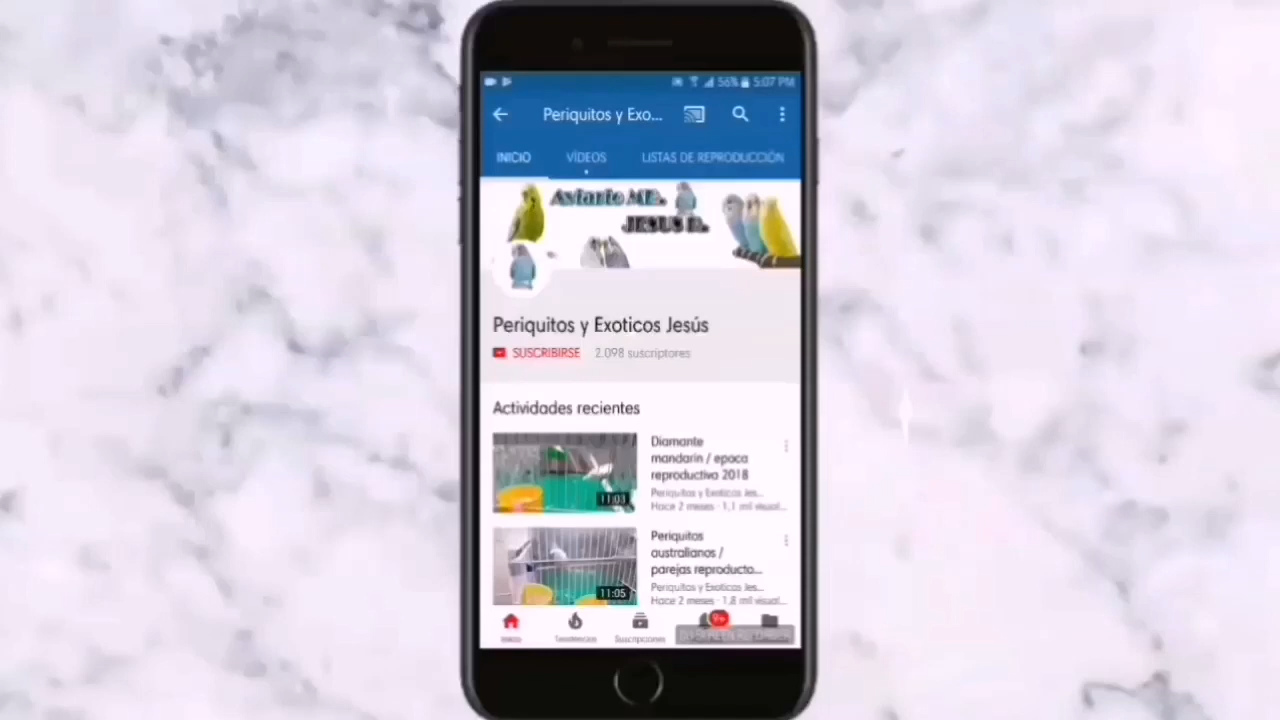 56% 5:07 PM
Periquitos y Exo...
INICIO VÍDEOS LISTAS DE REPRODUCCIÓN
Aviario MR.
JESUS R.
Periquitos y Exoticos Jesús
SUSCRIBIRSE 2.098 suscriptores
Actividades recientes
Diamante
mandarin / epoca
reproductiva 2018
Periquitos y Exoticos Jes...
Hace 2 meses · 1,1 mil visual...
11:03
Periquitos
australianos /
parejas reproducto...
Periquitos y Exoticos Jes...
Hace 2 meses · 1,8 mil visual...
11:05
9+
Inicio Tendencias Suscripciones